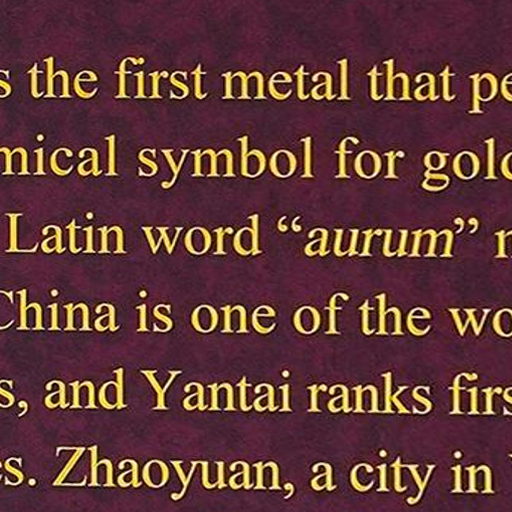 s the first metal that pe
mical symbol for gold
Latin word “aurum”
China is one of the wo
s, and Yantai ranks firs
es. Zhaoyuan, a city in